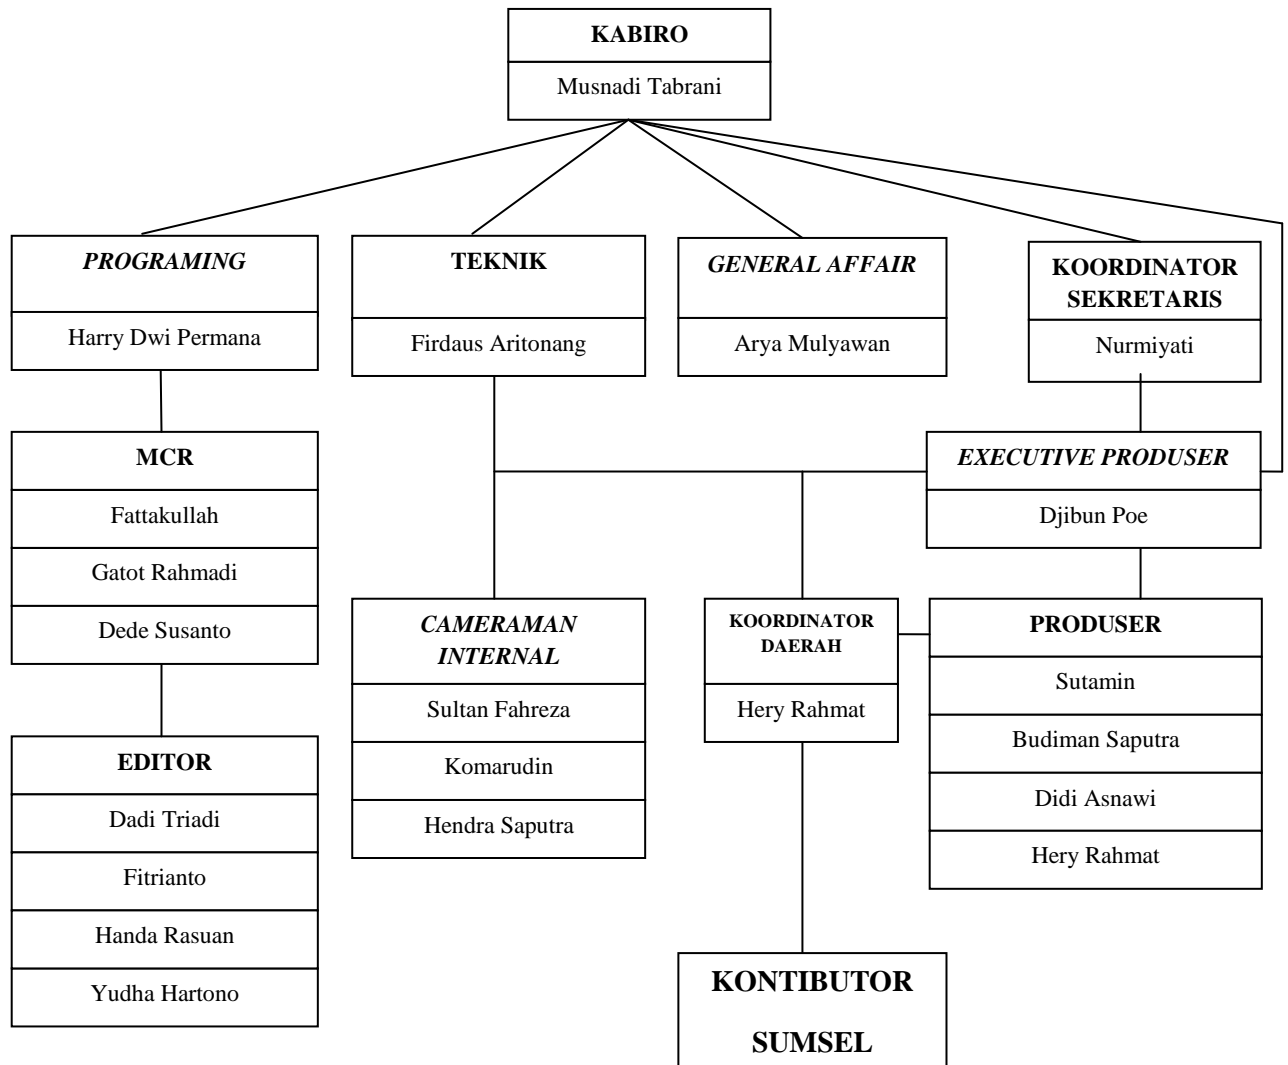 KABIRO
Musnadi Tabrani
PROGRAMING
Harry Dwi Permana
TEKNIK
Firdaus Aritonang
GENERAL AFFAIR
Arya Mulyawan
KOORDINATOR
SEKRETARIS
Nurmiyati
MCR
Fattakullah
Gatot Rahmadi
Dede Susanto
EXECUTIVE PRODUSER
Djibun Poe
CAMERAMAN
INTERNAL
Sultan Fahreza
Komarudin
Hendra Saputra
KOORDINATOR
DAERAH
Hery Rahmat
PRODUSER
Sutamin
Budiman Saputra
Didi Asnawi
Hery Rahmat
EDITOR
Dadi Triadi
Fitrianto
Handa Rasuan
Yudha Hartono
KONTIBUTOR
SUMSEL